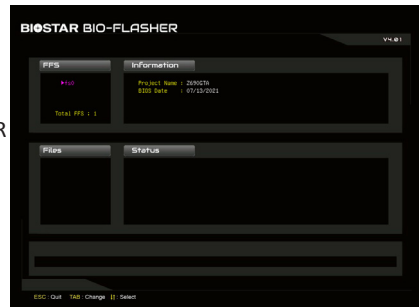 BIOSTAR BIO-FLASHER
V4.01
FFS
Information
Project Name : Z690GTA
BIOS Date : 07/13/2021
Total FFS : 1
R
Files
Status
ESC : Quit TAB : Change : Select